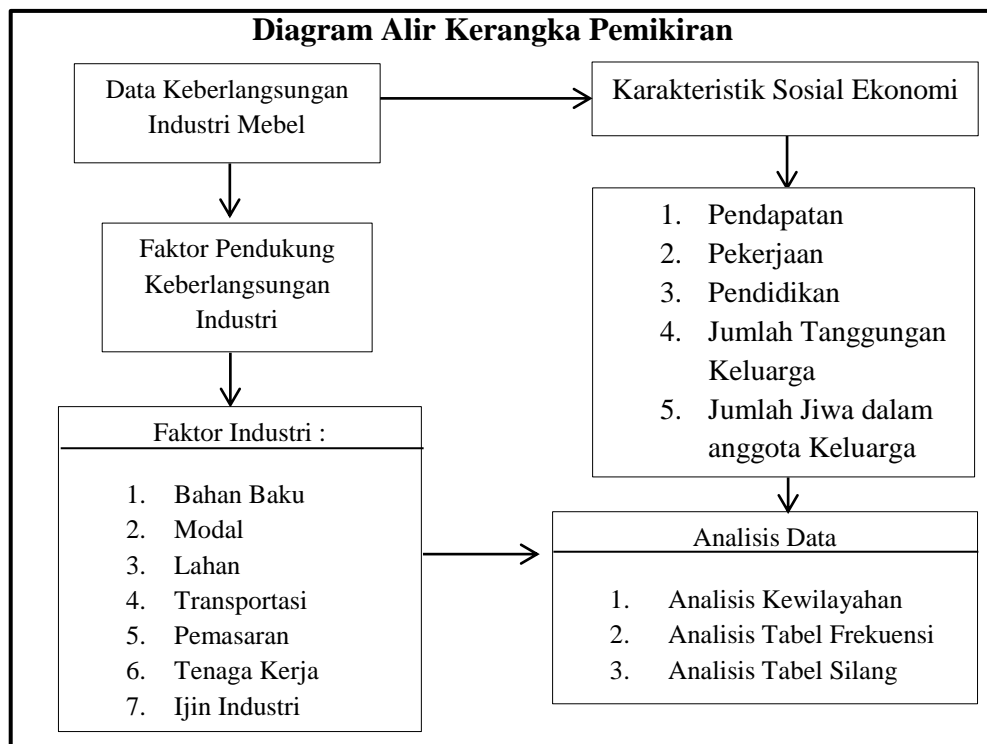 Diagram Alir Kerangka Pemikiran
Data Keberlangsungan
Industri Mebel
Karakteristik Sosial Ekonomi
Faktor Pendukung
Keberlangsungan
Industri
1. Pendapatan
2. Pekerjaan
3. Pendidikan
4. Jumlah Tanggungan
Keluarga
5. Jumlah Jiwa dalam
anggota Keluarga
Faktor Industri :
1. Bahan Baku
2. Modal
3. Lahan
4. Transportasi
5. Pemasaran
6. Tenaga Kerja
7. Ijin Industri
Analisis Data
1. Analisis Kewilayahan
2. Analisis Tabel Frekuensi
3. Analisis Tabel Silang